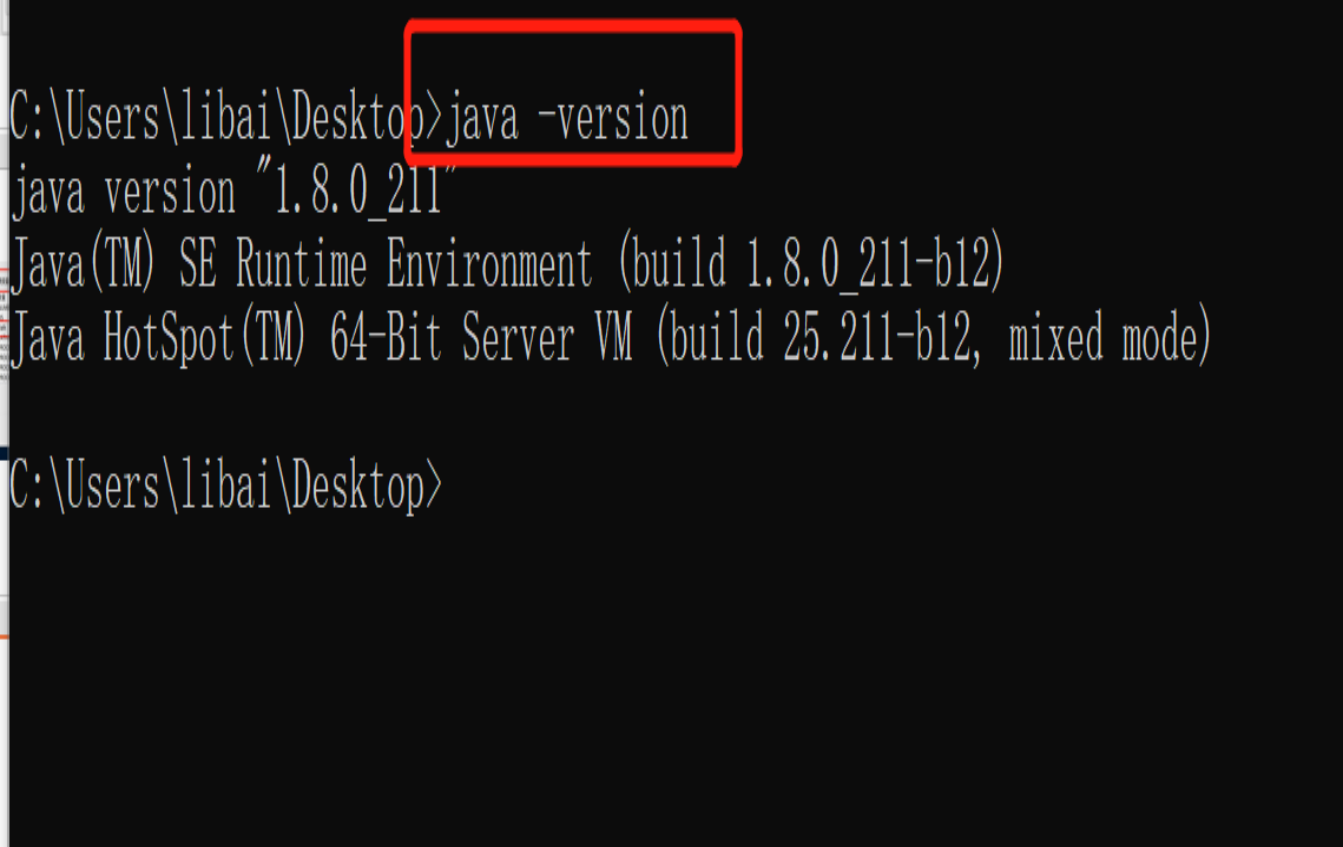 C:\Users\libai\Desktop>java -version
java version "1.8.0_211"
Java(TM) SE Runtime Environment (build 1.8.0_211-b12)
Java HotSpot(TM) 64-Bit Server VM (build 25.211-b12, mixed mode)
C:\Users\libai\Desktop>